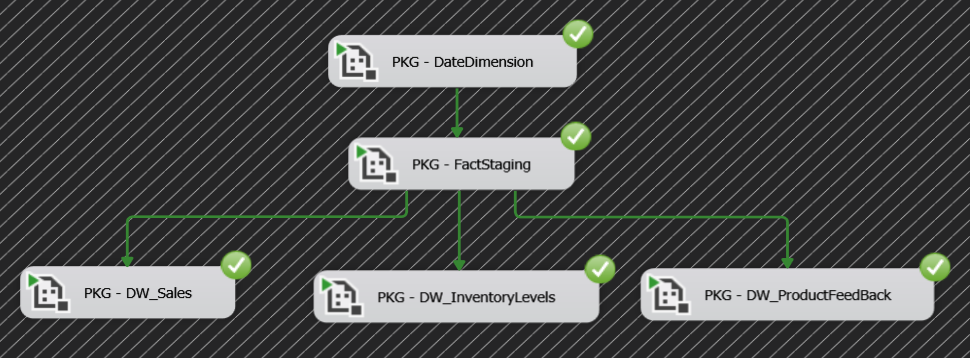 PKG - DateDimension
PKG - FactStaging
PKG - DW_Sales
PKG - DW_InventoryLevels
PKG - DW_ProductFeedBack